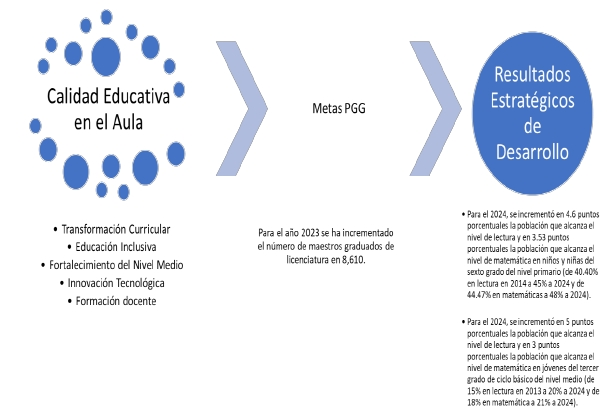 Calidad Educativa
en el Aula
• Transformación Curricular
• Educación Inclusiva
• Fortalecimiento del Nivel Medio
• Innovación Tecnológica
• Formación docente
Metas PGG
Para el año 2023 se ha incrementado
el número de maestros graduados de
licenciatura en 8,610.
Resultados
Estratégicos
de
Desarrollo
• Para el 2024, se incrementó en 4.6 puntos
porcentuales la población que alcanza el
nivel de lectura y en 3.53 puntos
porcentuales la población que alcanza el
nivel de matemática en niños y niñas del
sexto grado del nivel primario (de 40.40%
en lectura en 2014 a 45% a 2024 y de
44.47% en matemáticas a 48% a 2024).
• Para el 2024, se incrementó en 5 puntos
porcentuales la población que alcanza el
nivel de lectura y en 3 puntos
porcentuales la población que alcanza el
nivel de matemática en jóvenes del tercer
grado de ciclo básico del nivel medio (de
15% en lectura en 2013 a 20% a 2024 y de
18% en matemática a 21% a 2024).